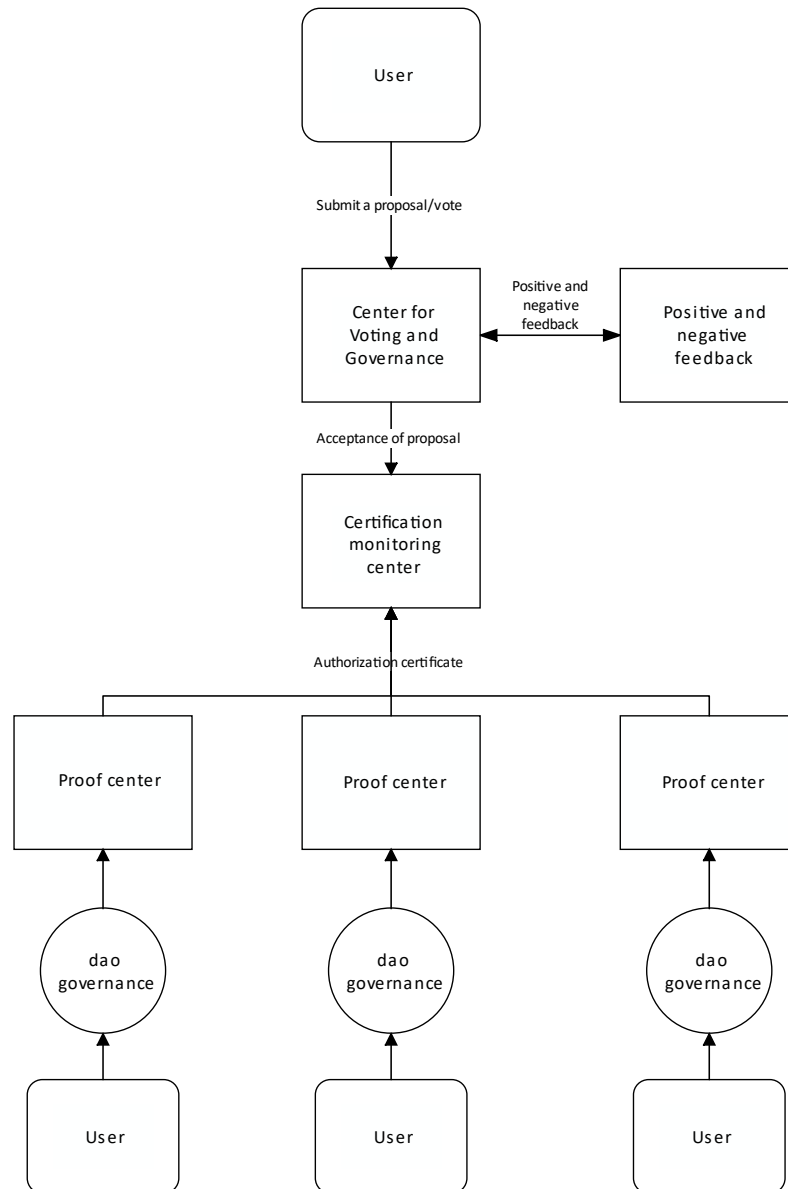 User
Submit a proposal/vote
Center for
Voting and
Governance
Positive and
negative
feedback
Positive and
negative
feedback
Acceptance of proposal
Certification
monitoring
center
Authorization certificate
Proof center
Proof center
Proof center
dao
governance
dao
governance
dao
governance
User
User
User